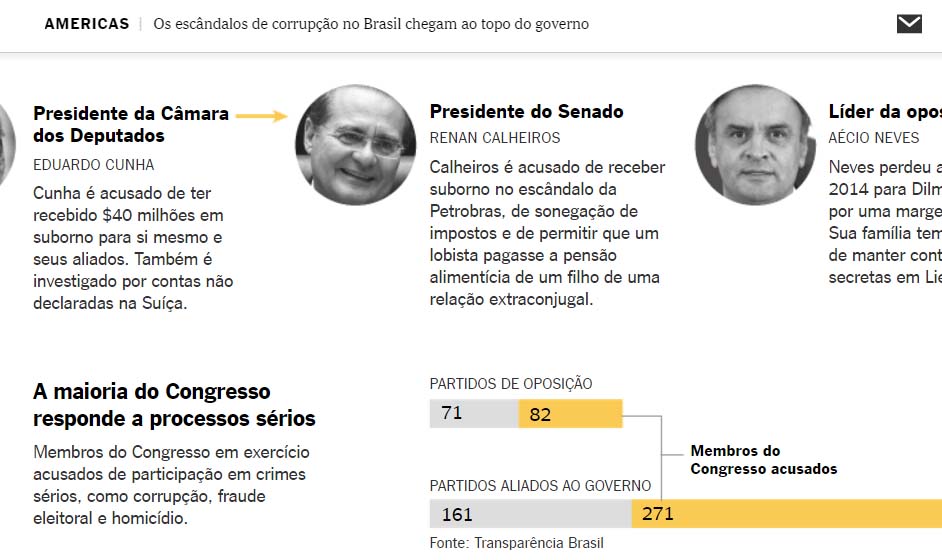 AMERICAS | Os escândalos de corrupção no Brasil chegam ao topo do governo
Presidente da Câmara
dos Deputados
EDUARDO CUNHA
Cunha é acusado de ter
recebido $40 milhões em
suborno para si mesmo e
seus aliados. Também é
investigado por contas não
declaradas na Suíça.
Presidente do Senado
RENAN CALHEIROS
Calheiros é acusado de receber
suborno no escândalo da
Petrobras, de sonegação de
impostos e de permitir que um
lobista pagasse a pensão
alimentícia de um filho de uma
relação extraconjugal.
Líder da opos
AÉCIO NEVES
Neves perdeu a
2014 para Dilm
por uma marge
Sua família tem
de manter cont
secretas em Lie
A maioria do Congresso
responde a processos sérios
Membros do Congresso em exercício
acusados de participação em crimes
sérios, como corrupção, fraude
eleitoral e homicídio.
PARTIDOS DE OPOSIÇÃO
71 82
Membros do
Congresso acusados
PARTIDOS ALIADOS AO GOVERNO
161 271
Fonte: Transparência Brasil